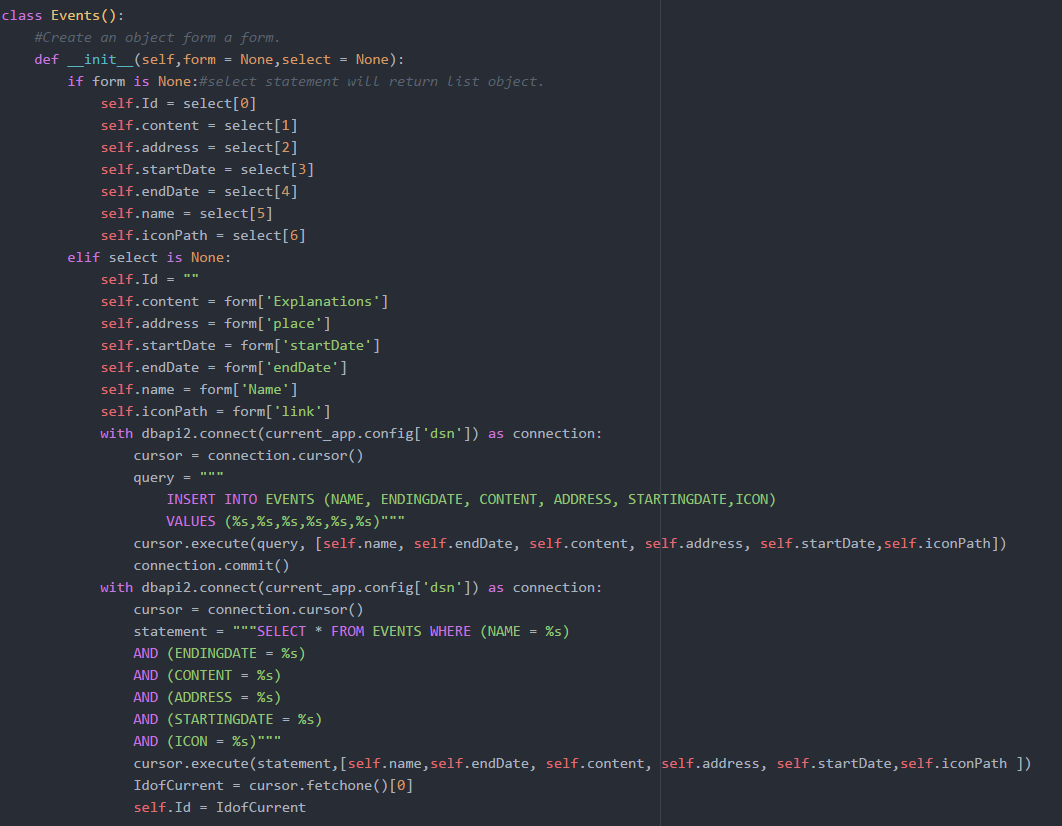 class Events():
    #Create an object form a form.
    def __init__(self,form = None,select = None):
        if form is None:#select statement will return list object.
            self.Id = select[0]
            self.content = select[1]
            self.address = select[2]
            self.startDate = select[3]
            self.endDate = select[4]
            self.name = select[5]
            self.iconPath = select[6]
        elif select is None:
            self.Id = ""
            self.content = form['Explanations']
            self.address = form['place']
            self.startDate = form['startDate']
            self.endDate = form['endDate']
            self.name = form['Name']
            self.iconPath = form['link']
            with dbapi2.connect(current_app.config['dsn']) as connection:
                cursor = connection.cursor()
                query = """
                    INSERT INTO EVENTS (NAME, ENDINGDATE, CONTENT, ADDRESS, STARTINGDATE,ICON)
                    VALUES (%s,%s,%s,%s,%s,%s)"""
                cursor.execute(query, [self.name, self.endDate, self.content, self.address, self.startDate,self.iconPath])
                connection.commit()
            with dbapi2.connect(current_app.config['dsn']) as connection:
                cursor = connection.cursor()
                statement = """SELECT * FROM EVENTS WHERE (NAME = %s)
                AND (ENDINGDATE = %s)
                AND (CONTENT = %s)
                AND (ADDRESS = %s)
                AND (STARTINGDATE = %s)
                AND (ICON = %s)"""
                cursor.execute(statement,[self.name,self.endDate, self.content, self.address, self.startDate,self.iconPath ])
                IdofCurrent = cursor.fetchone()[0]
                self.Id = IdofCurrent